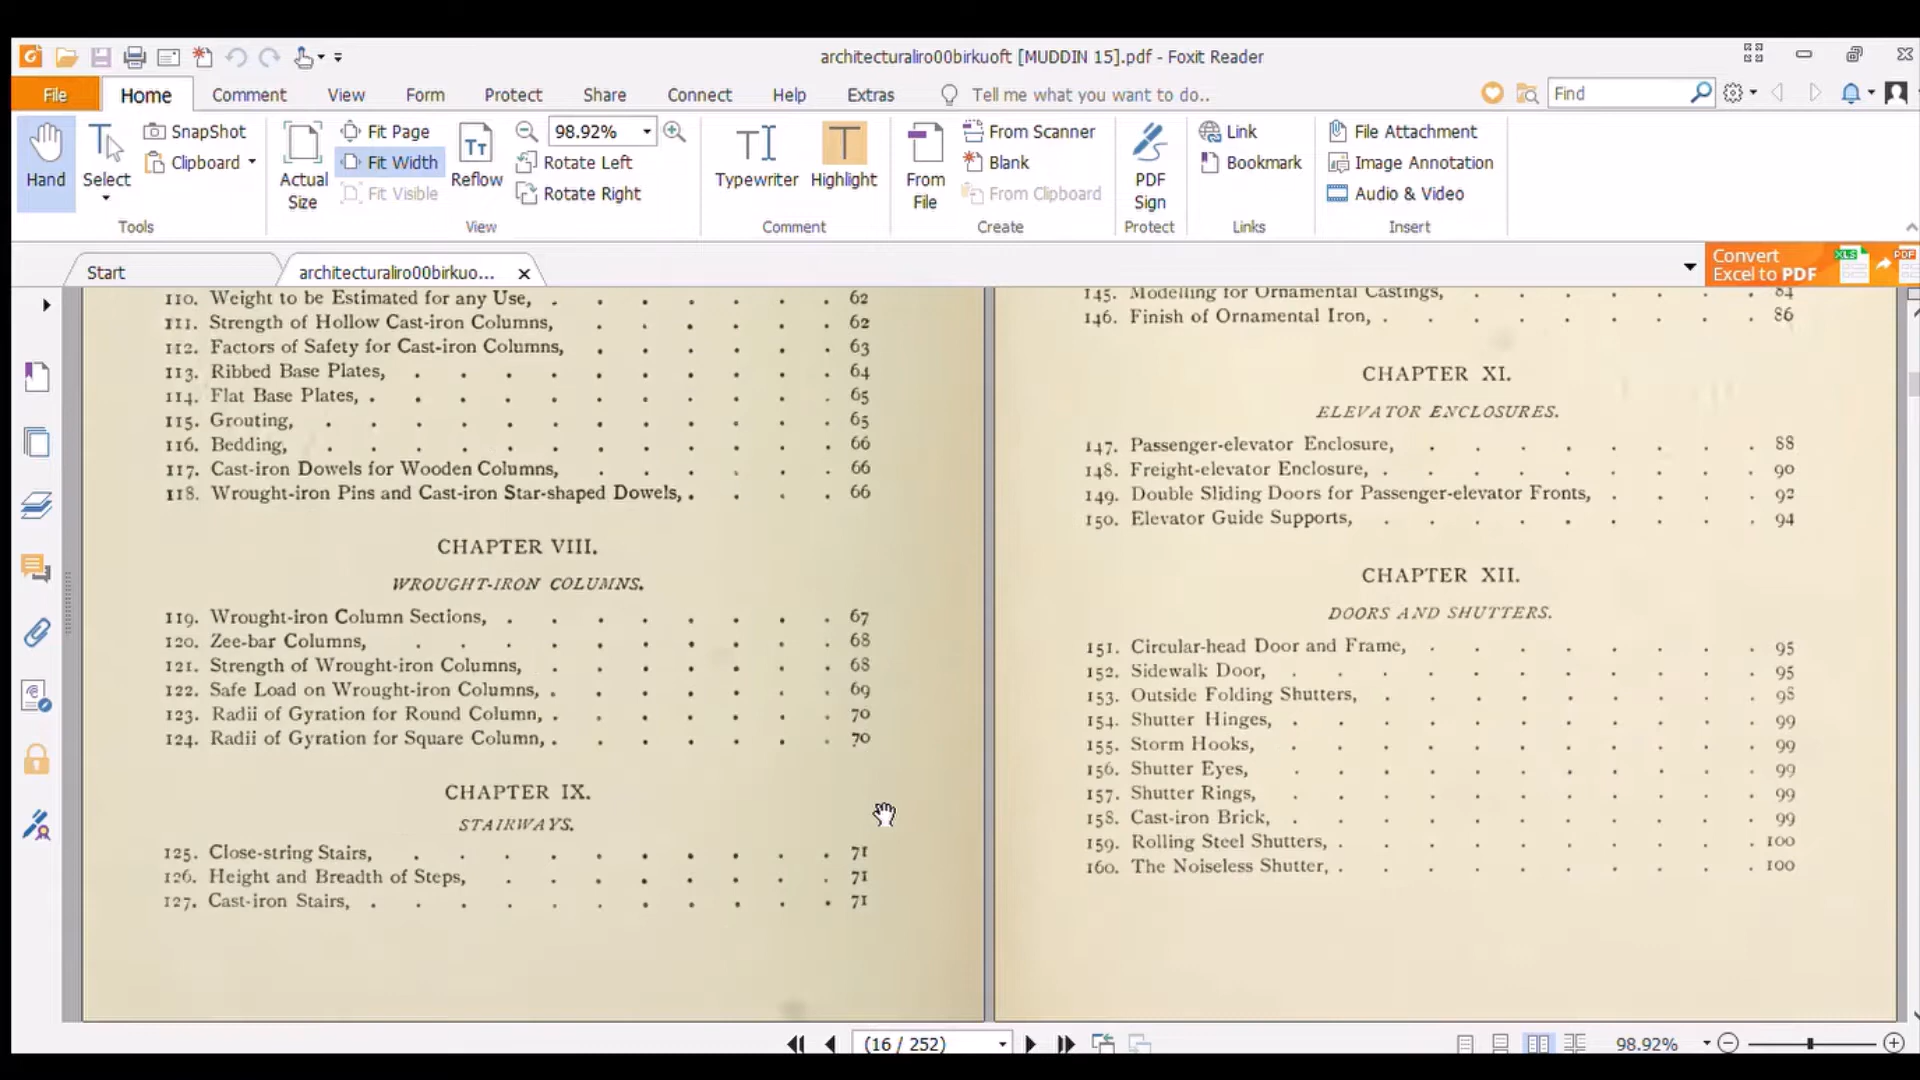 architecturaliro00birkuoft [MUDDIN 15].pdf - Foxit Reader
File Home Comment View Form Protect Share Connect Help Extras Tell me what you want to do.. Find
Hand
Select
SnapShot
Clipboard
Tools
Actual Size
Fit Page
Fit Width
Fit Visible
Reflow
98.92%
Rotate Left
Rotate Right
View
Typewriter
Highlight
Comment
From File
From Scanner
Blank
From Clipboard
Create
PDF Sign
Protect
Link
Bookmark
Links
File Attachment
Image Annotation
Audio & Video
Insert
Start
architecturaliro00birkuo...
Convert
Excel to PDF
XLS
PDF
110. Weight to be Estimated for any Use, . . . . . . . 62
111. Strength of Hollow Cast-iron Columns, . . . . . . 62
112. Factors of Safety for Cast-iron Columns, . . . . . . 63
113. Ribbed Base Plates, . . . . . . . . . . 64
114. Flat Base Plates, . . . . . . . . . . . 65
115. Grouting, . . . . . . . . . . . . 65
116. Bedding, . . . . . . . . . . . . 66
117. Cast-iron Dowels for Wooden Columns, . . . . . . 66
118. Wrought-iron Pins and Cast-iron Star-shaped Dowels, . . . . 66
CHAPTER VIII.
WROUGHT-IRON COLUMNS.
119. Wrought-iron Column Sections, . . . . . . . . 67
120. Zee-bar Columns, . . . . . . . . . . 68
121. Strength of Wrought-iron Columns, . . . . . . . 68
122. Safe Load on Wrought-iron Columns, . . . . . . . 69
123. Radii of Gyration for Round Column, . . . . . . . 70
124. Radii of Gyration for Square Column, . . . . . . . 70
CHAPTER IX.
STAIRWAYS.
125. Close-string Stairs, . . . . . . . . . . 71
126. Height and Breadth of Steps, . . . . . . . . 71
127. Cast-iron Stairs, . . . . . . . . . . . 71
145. Modelling for Ornamental Castings, . . . . . . . 84
146. Finish of Ornamental Iron, . . . . . . . . . 86
CHAPTER XI.
ELEVATOR ENCLOSURES.
147. Passenger-elevator Enclosure, . . . . . . . . 88
148. Freight-elevator Enclosure, . . . . . . . . . 90
149. Double Sliding Doors for Passenger-elevator Fronts, . . . . 92
150. Elevator Guide Supports, . . . . . . . . . 94
CHAPTER XII.
DOORS AND SHUTTERS.
151. Circular-head Door and Frame, . . . . . . . . 95
152. Sidewalk Door, . . . . . . . . . . . 95
153. Outside Folding Shutters, . . . . . . . . . 98
154. Shutter Hinges, . . . . . . . . . . . 99
155. Storm Hooks, . . . . . . . . . . . 99
156. Shutter Eyes, . . . . . . . . . . . 99
157. Shutter Rings, . . . . . . . . . . . 99
158. Cast-iron Brick, . . . . . . . . . . . 99
159. Rolling Steel Shutters, . . . . . . . . . . 100
160. The Noiseless Shutter, . . . . . . . . . . 100
(16 / 252)
98.92%